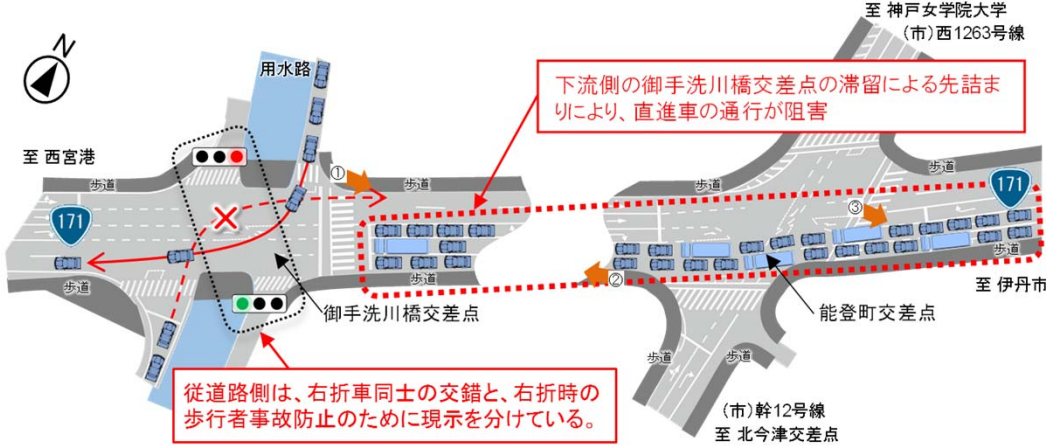 至 神戸女学院大学
(市)西1263号線
N
用水路
下流側の御手洗川橋交差点の滞留による先詰ま
りにより、直進車の通行が阻害
至 西宮港
歩道
①
歩道
歩道
171
171
③
歩道
歩道
歩道
②
至 伊丹市
御手洗川橋交差点
能登町交差点
歩道
歩道
従道路側は、右折車同士の交錯と、右折時の
歩行者事故防止のために現示を分けている。
(市)幹12号線
至 北今津交差点